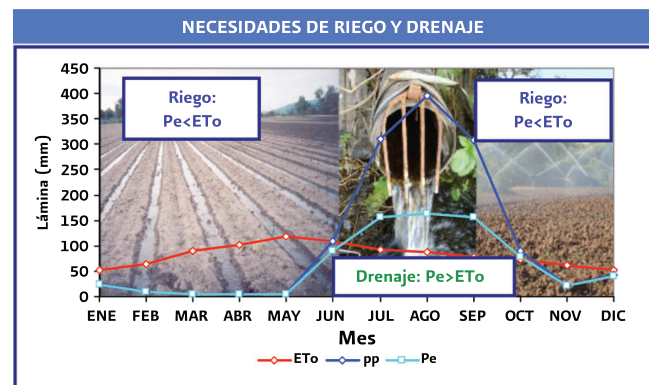 NECESIDADES DE RIEGO Y DRENAJE
450
400
350
300
250
200
150
100
50
0
Lámina (mm)
Riego:
Pe<ETo
Riego:
Pe<ETo
Drenaje: Pe>ETo
ENE FEB MAR ABR MAY JUN JUL AGO SEP OCT NOV DIC
Mes
ETo pp Pe